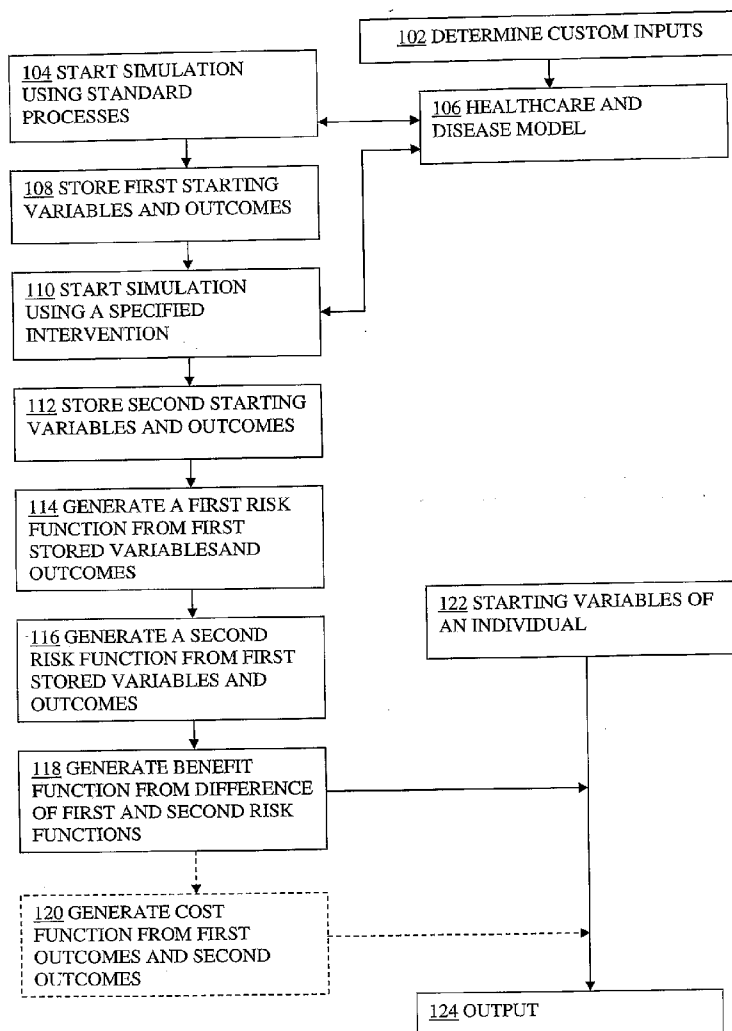 102 DETERMINE CUSTOM INPUTS
104 START SIMULATION
USING STANDARD
PROCESSES
106 HEALTHCARE AND
DISEASE MODEL
108 STORE FIRST STARTING
VARIABLES AND OUTCOMES
110 START SIMULATION
USING A SPECIFIED
INTERVENTION
112 STORE SECOND STARTING
VARIABLES AND OUTCOMES
114 GENERATE A FIRST RISK
FUNCTION FROM FIRST
STORED VARIABLESAND
OUTCOMES
122 STARTING VARIABLES OF
AN INDIVIDUAL
116 GENERATE A SECOND
RISK FUNCTION FROM FIRST
STORED VARIABLES AND
OUTCOMES
118 GENERATE BENEFIT
FUNCTION FROM DIFFERENCE
OF FIRST AND SECOND RISK
FUNCTIONS
120 GENERATE COST
FUNCTION FROM FIRST
OUTCOMES AND SECOND
OUTCOMES
124 OUTPUT